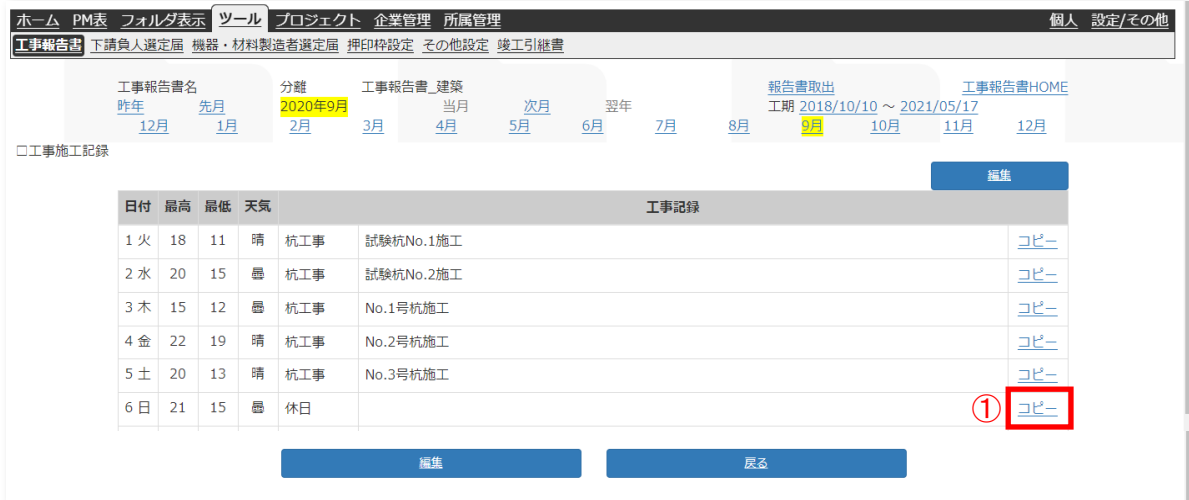 ホーム PM表 フォルダ表示 ツール プロジェクト 企業管理 所属管理 個人 設定/その他
工事報告書 下請負人選定届 機器・材料製造者選定届 押印枠設定 その他設定 竣工引継書
工事報告書名 分離 工事報告書_建築 報告書取出 工事報告書HOME
昨年 先月 2020年9月 当月 次月 翌年 工期 2018/10/10 ～ 2021/05/17
12月 1月 2月 3月 4月 5月 6月 7月 8月 9月 10月 11月 12月
□工事施工記録
編集
日付 最高 最低 天気 工事記録
1 火 18 11 晴 杭工事 試験杭No.1施工 コピー
2 水 20 15 曇 杭工事 試験杭No.2施工 コピー
3 木 15 12 曇 杭工事 No.1号杭施工 コピー
4 金 22 19 晴 杭工事 No.2号杭施工 コピー
5 土 20 13 晴 杭工事 No.3号杭施工 コピー
6 日 21 15 曇 休日 ① コピー
編集 戻る